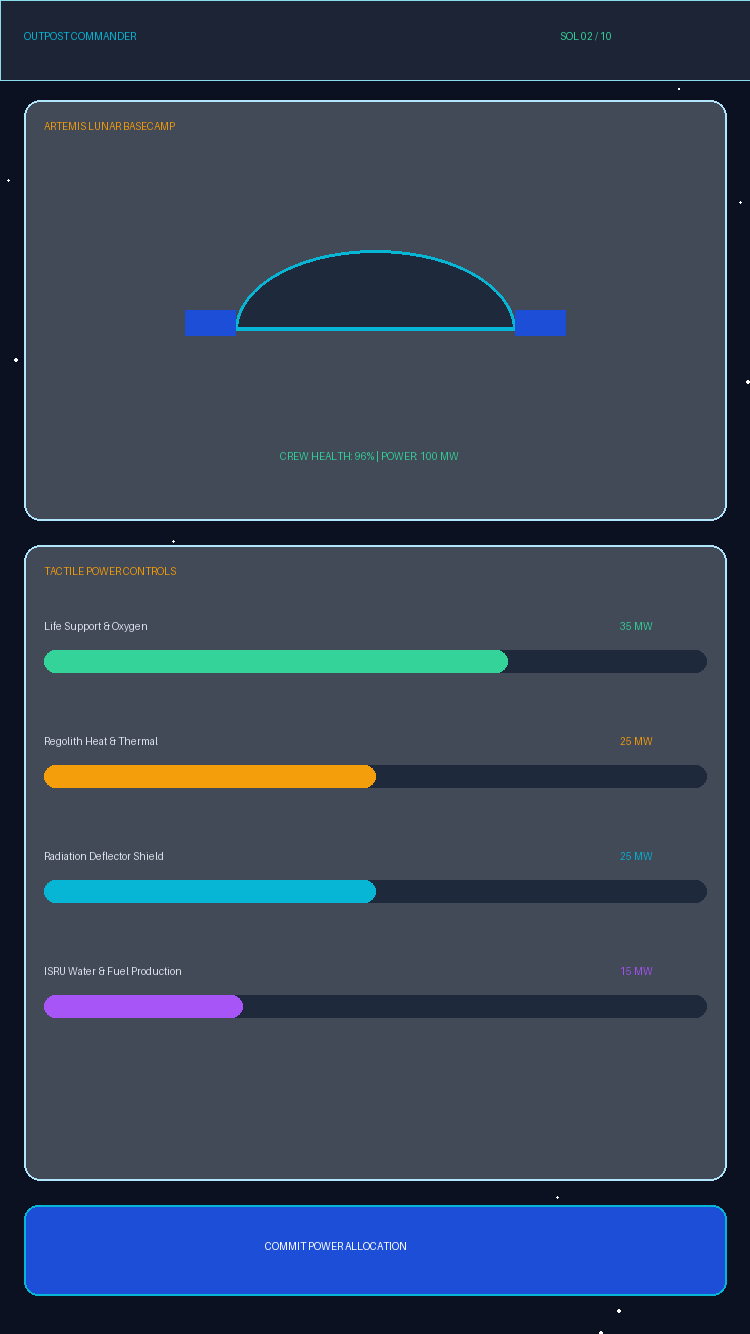 OUTPOST COMMANDER
SOL 02 / 10
ARTEMIS LUNAR BASECAMP
CREW HEALTH: 96% | POWER: 100 MW
TACTILE POWER CONTROLS
Life Support & Oxygen
35 MW
Regolith Heat & Thermal
25 MW
Radiation Deflector Shield
25 MW
ISRU Water & Fuel Production
15 MW
COMMIT POWER ALLOCATION